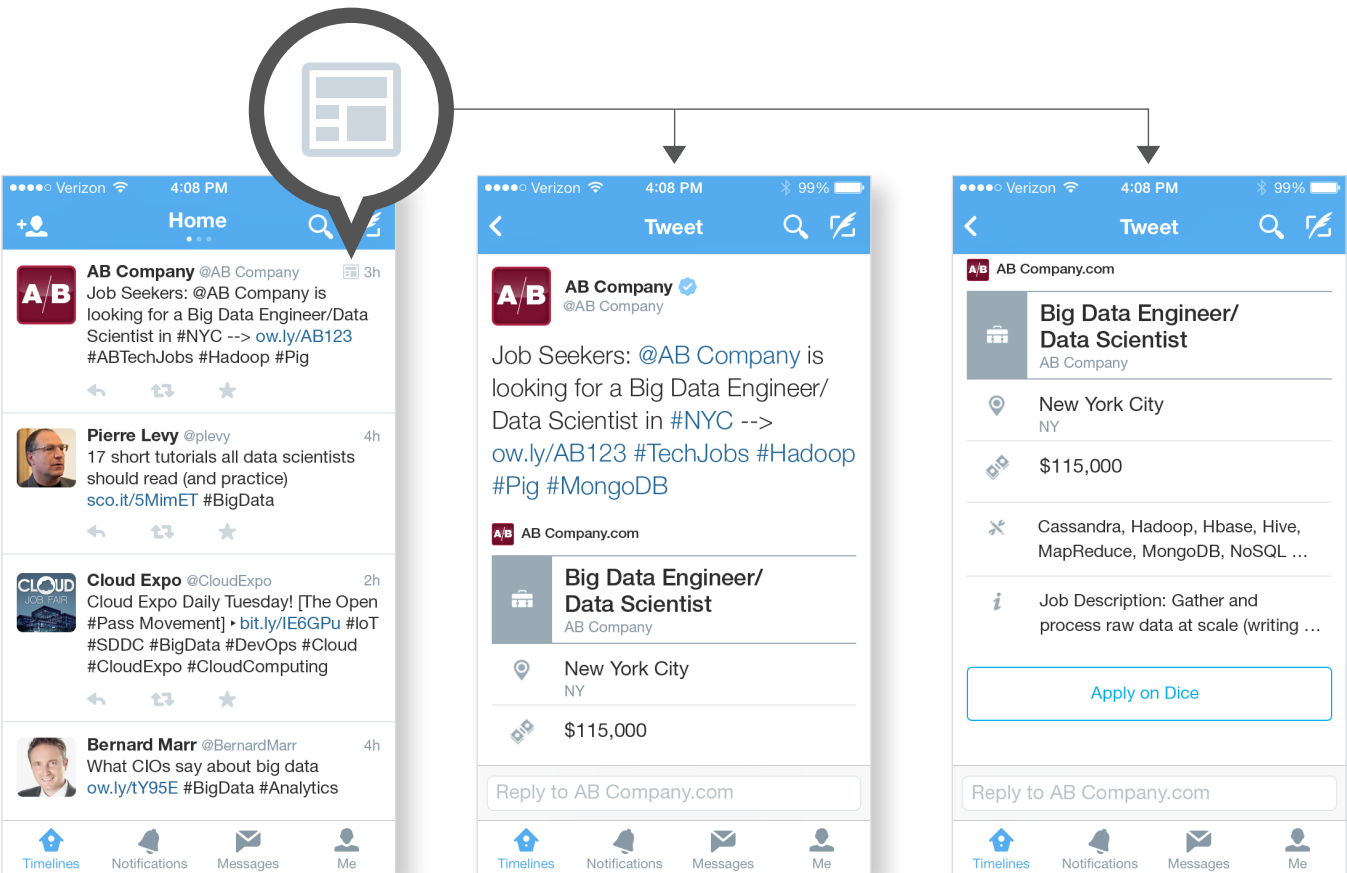 Verizon 4:08 PM
Home
AB Company @AB Company 3h
A/B
Job Seekers: @AB Company is
looking for a Big Data Engineer/Data
Scientist in #NYC --> ow.ly/AB123
#ABTechJobs #Hadoop #Pig
Pierre Levy @plevy 4h
17 short tutorials all data scientists
should read (and practice)
sco.it/5MimET #BigData
Cloud Expo @CloudExpo 2h
CLOUD
JOB FAIR
Cloud Expo Daily Tuesday! [The Open
#Pass Movement] ‣ bit.ly/IE6GPu #IoT
#SDDC #BigData #DevOps #Cloud
#CloudExpo #CloudComputing
Bernard Marr @BernardMarr 4h
What CIOs say about big data
ow.ly/tY95E #BigData #Analytics
Timelines Notifications Messages Me
Verizon 4:08 PM 99%
Tweet
A/B
AB Company
@AB Company
Job Seekers: @AB Company is
looking for a Big Data Engineer/
Data Scientist in #NYC -->
ow.ly/AB123 #TechJobs #Hadoop
#Pig #MongoDB
A/B AB Company.com
Big Data Engineer/
Data Scientist
AB Company
New York City
NY
$115,000
Reply to AB Company.com
Timelines Notifications Messages Me
Verizon 4:08 PM 99%
Tweet
A/B AB Company.com
Big Data Engineer/
Data Scientist
AB Company
New York City
NY
$115,000
Cassandra, Hadoop, Hbase, Hive,
MapReduce, MongoDB, NoSQL ...
Job Description: Gather and
process raw data at scale (writing ...
Apply on Dice
Reply to AB Company.com
Timelines Notifications Messages Me